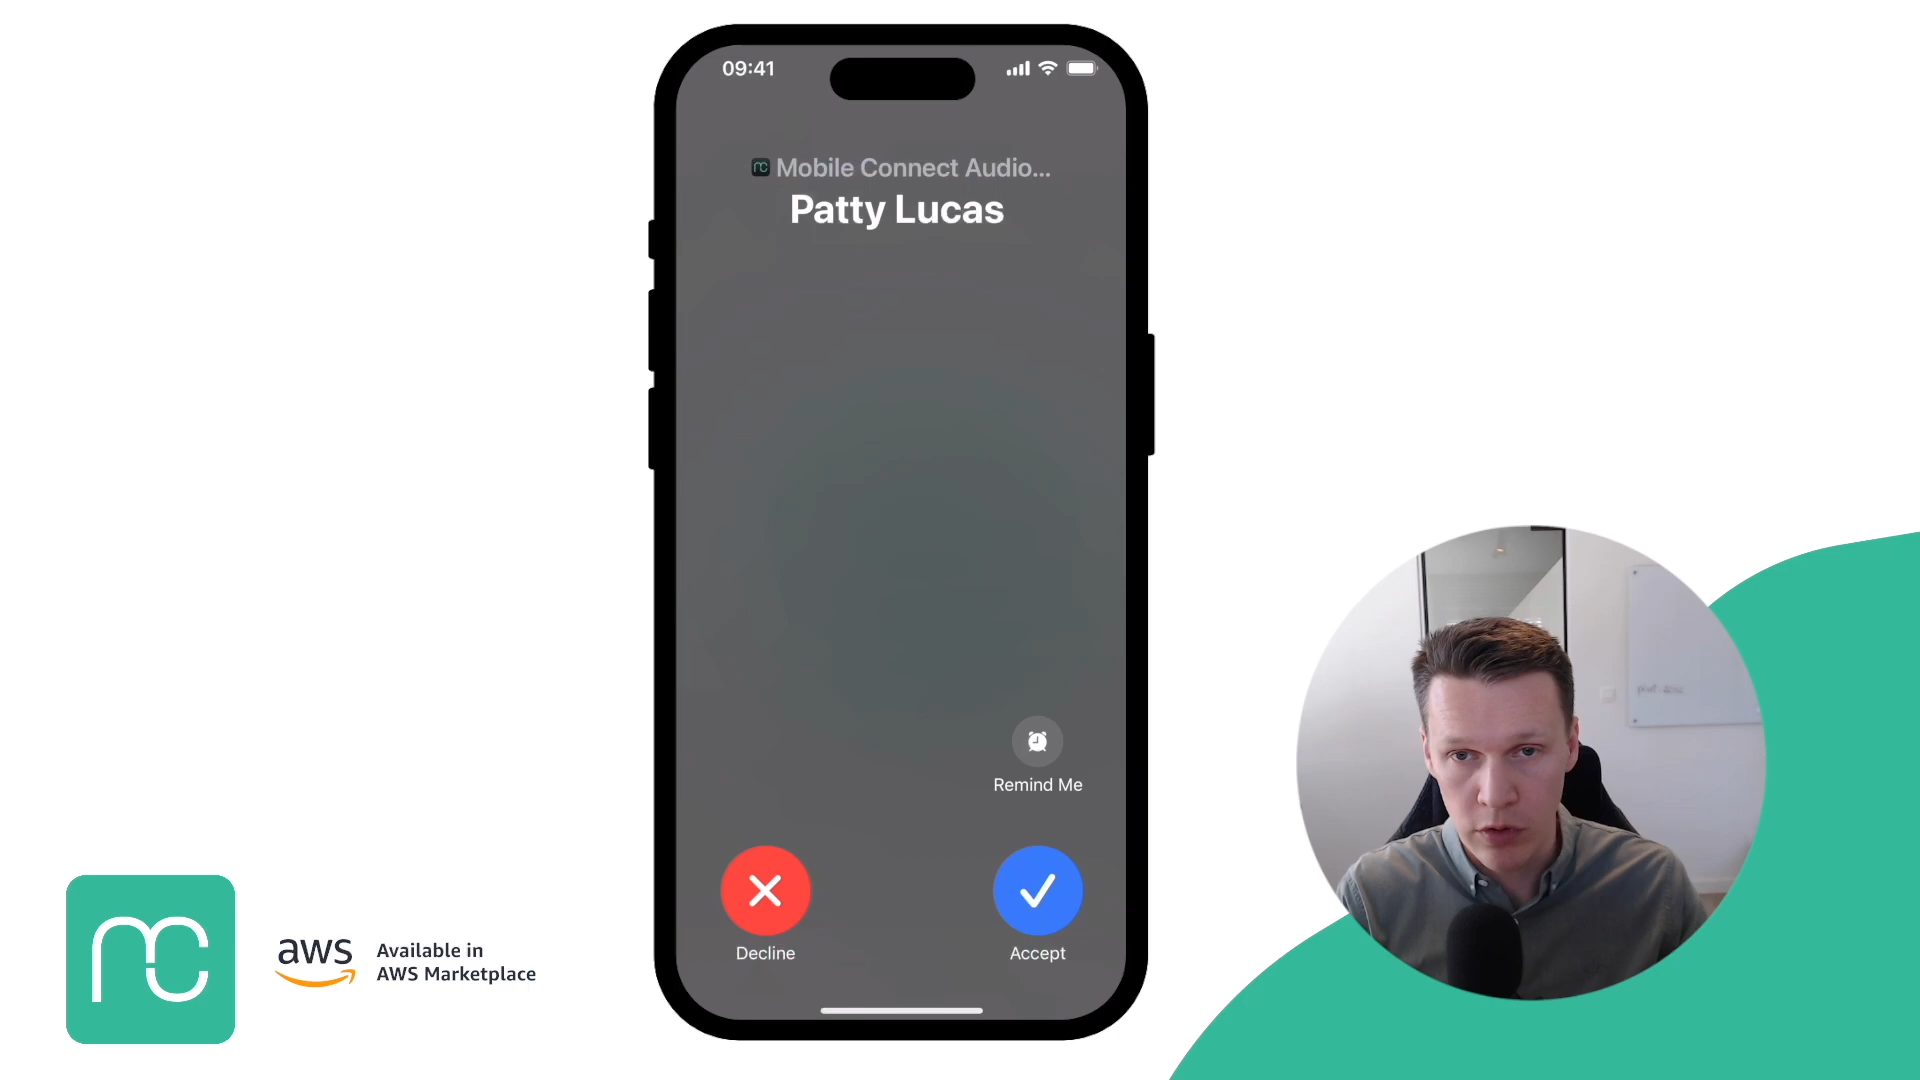 09:41
Mobile Connect Audio...
Patty Lucas
Remind Me
Decline
Accept
aws
Available in
AWS Marketplace